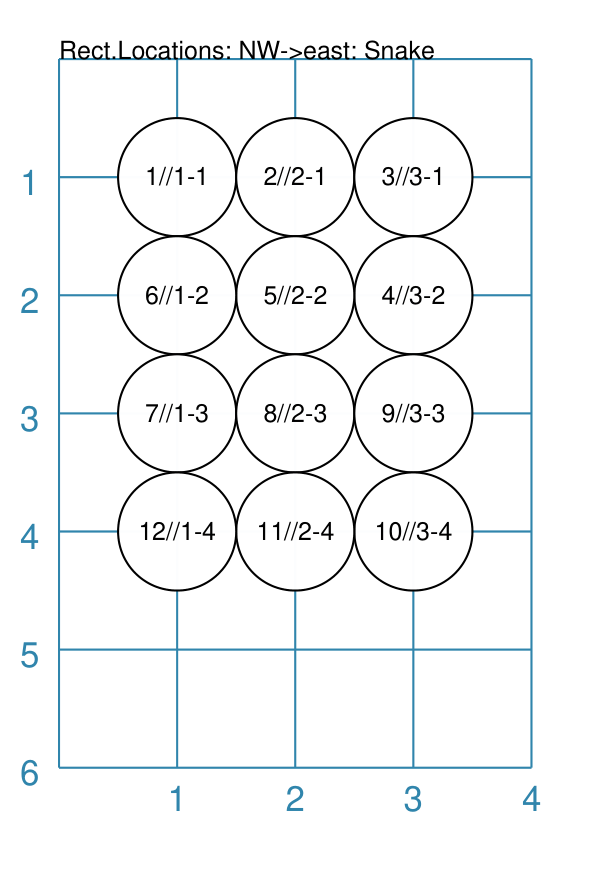 Rect.Locations: NW->east: Snake
1 1//1-1 2//2-1 3//3-1
2 6//1-2 5//2-2 4//3-2
3 7//1-3 8//2-3 9//3-3
4 12//1-4 11//2-4 10//3-4
5
6
1 2 3 4